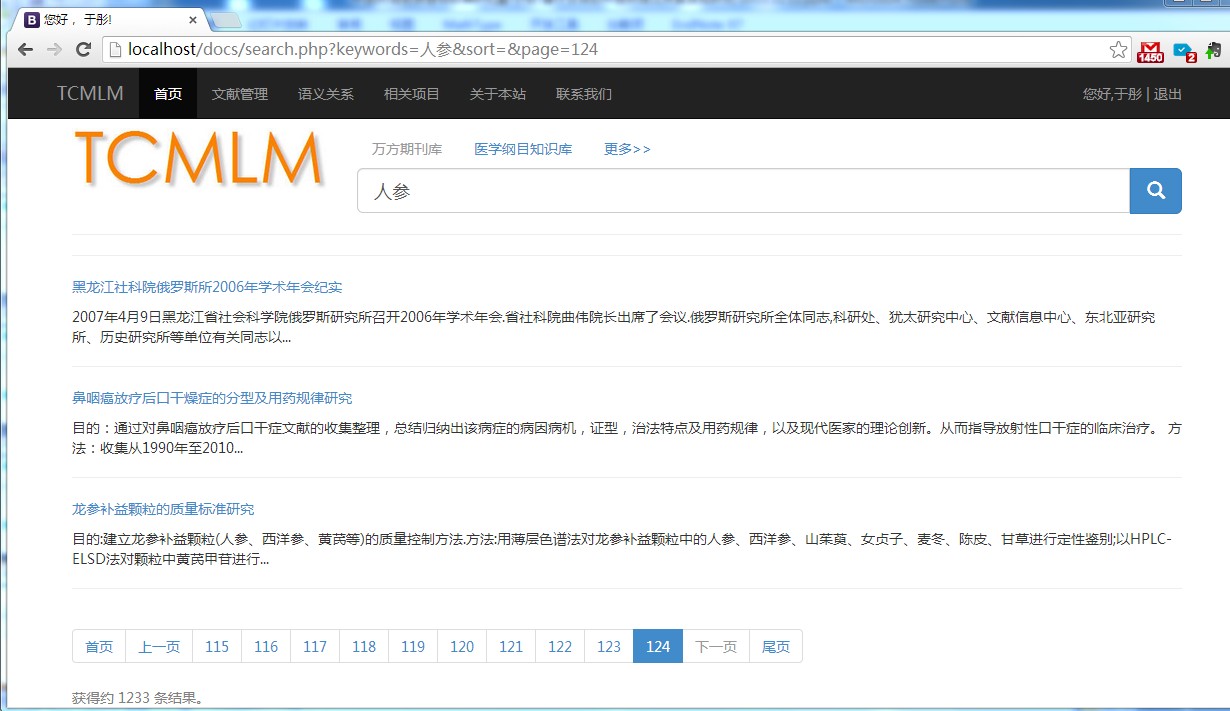 您好，于彤!
localhost/docs/search.php?keywords=人参&sort=&page=124
1450
2
TCMLM 首页 文献管理 语义关系 相关项目 关于本站 联系我们 您好,于彤 | 退出
TCMLM
万方期刊库 医学纲目知识库 更多>>
人参
黑龙江社科院俄罗斯所2006年学术年会纪实
2007年4月9日黑龙江省社会科学院俄罗斯研究所召开2006年学术年会.省社科院曲伟院长出席了会议.俄罗斯研究所全体同志,科研处、犹太研究中心、文献信息中心、东北亚研究
所、历史研究所等单位有关同志以...
鼻咽癌放疗后口干燥症的分型及用药规律研究
目的：通过对鼻咽癌放疗后口干症文献的收集整理，总结归纳出该病症的病因病机，证型，治法特点及用药规律，以及现代医家的理论创新。从而指导放射性口干症的临床治疗。 方
法：收集从1990年至2010...
龙参补益颗粒的质量标准研究
目的:建立龙参补益颗粒(人参、西洋参、黄芪等)的质量控制方法.方法:用薄层色谱法对龙参补益颗粒中的人参、西洋参、山茱萸、女贞子、麦冬、陈皮、甘草进行定性鉴别;以HPLC-
ELSD法对颗粒中黄芪甲苷进行...
首页 上一页 115 116 117 118 119 120 121 122 123 124 下一页 尾页
获得约 1233 条结果。